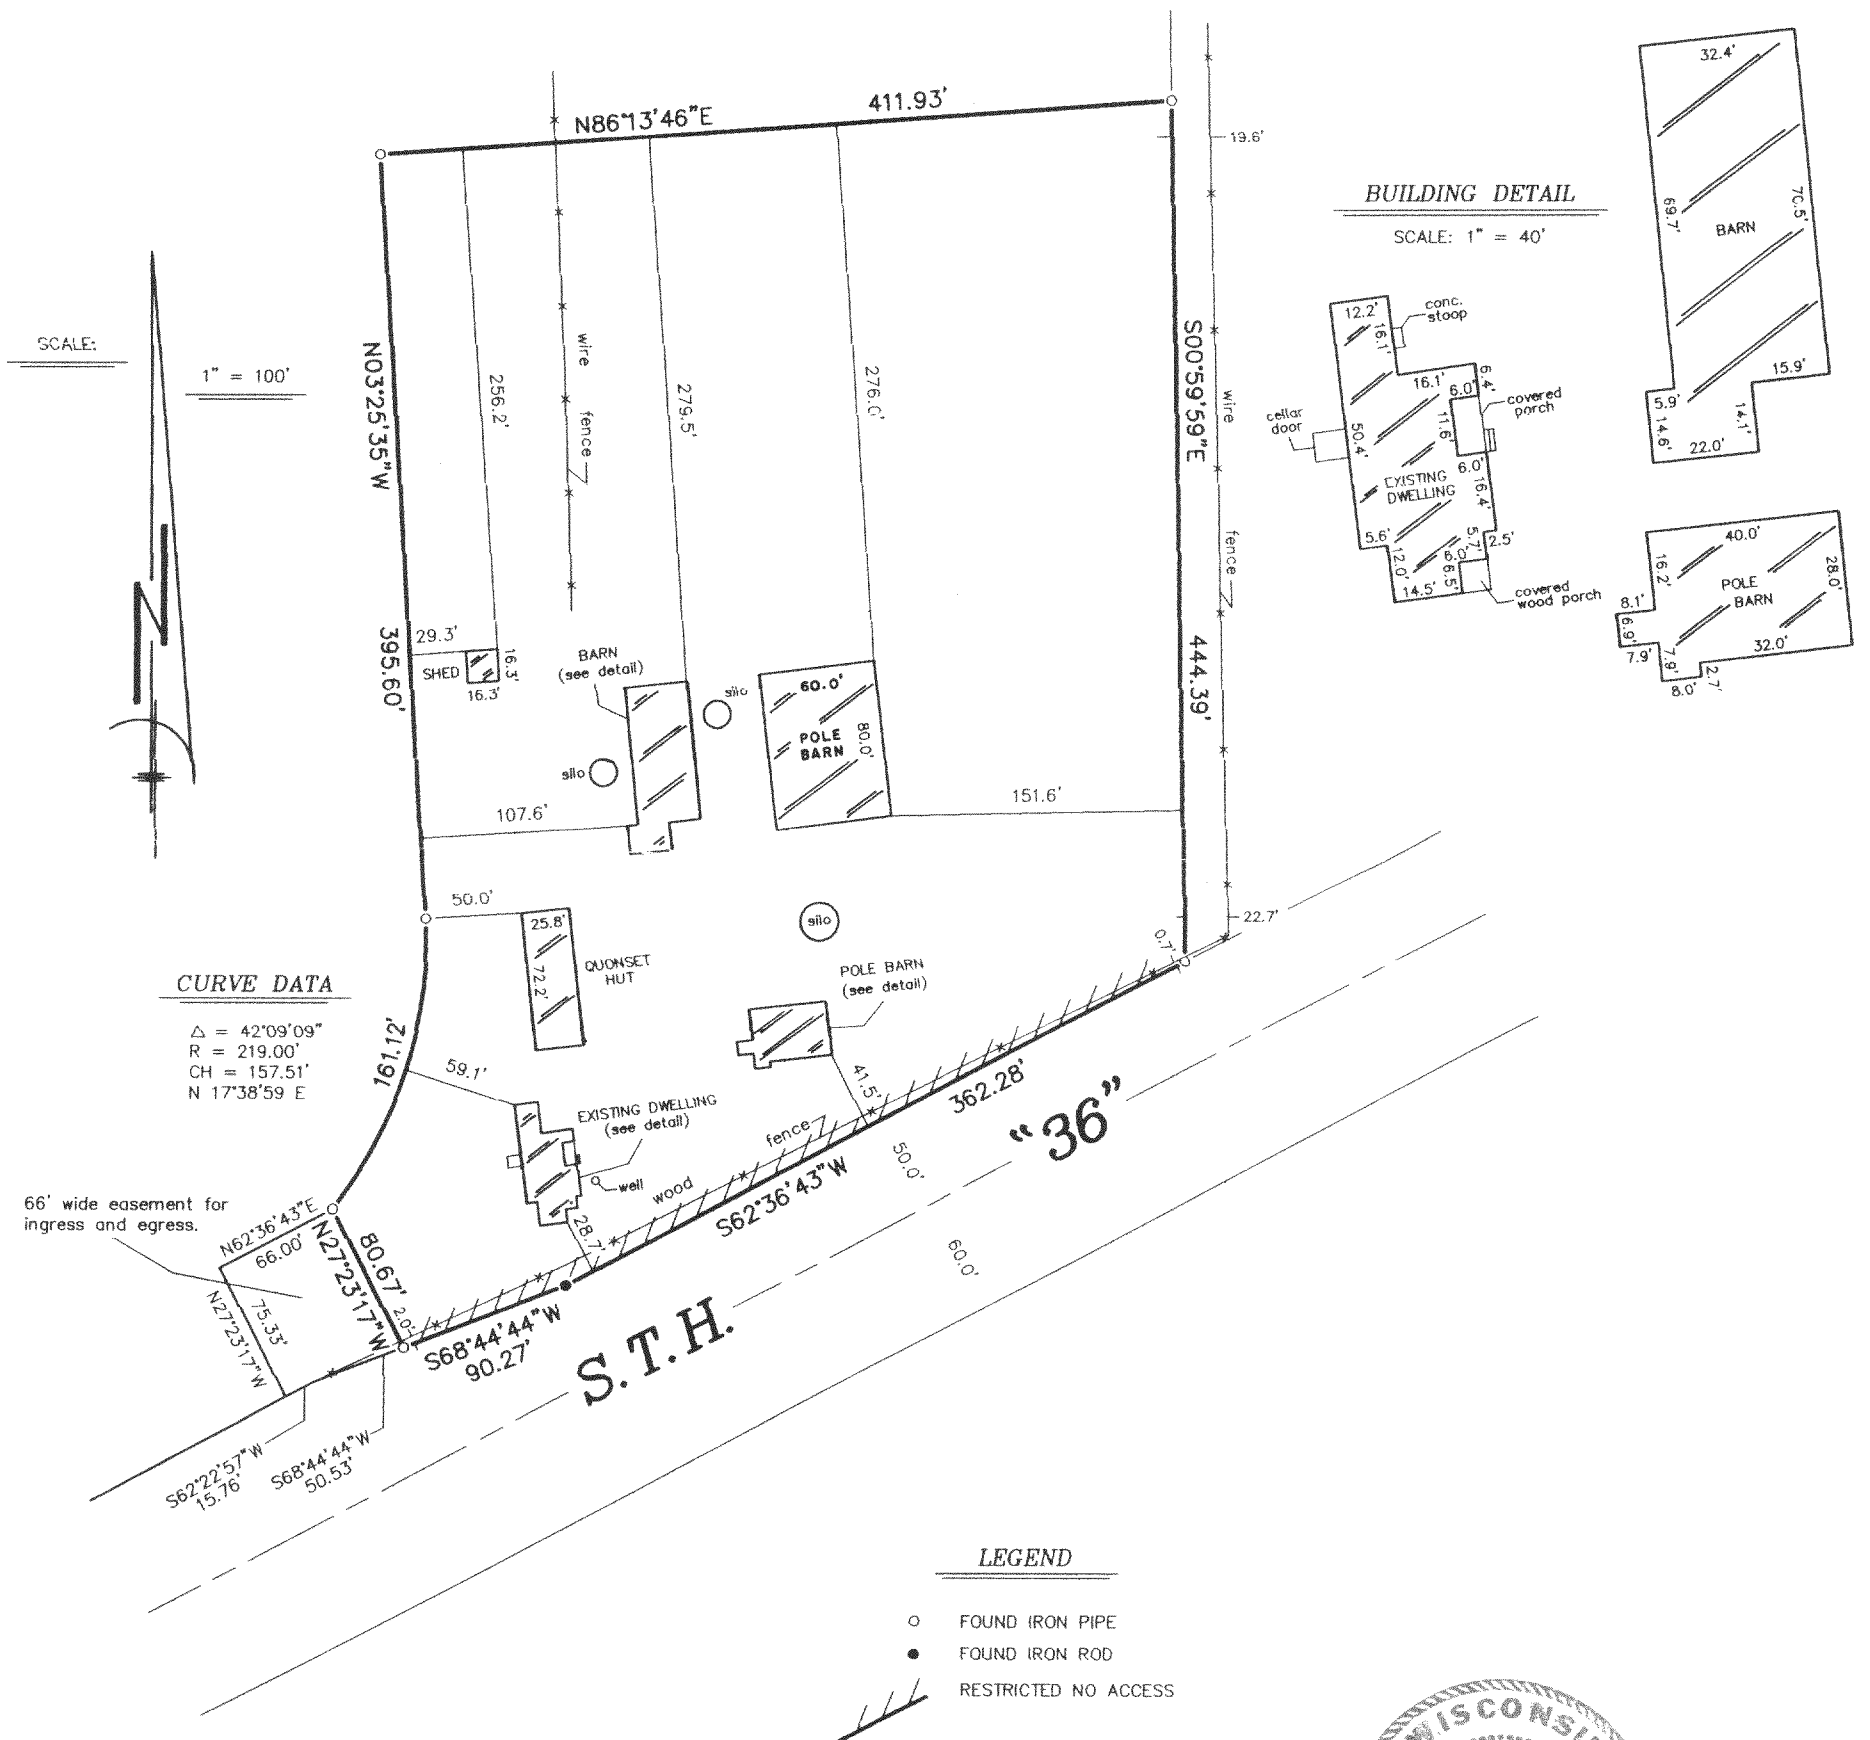 N86°13'46"E
411.93'
19.6'
32.4'
69.7'
70.5'
BARN
BUILDING DETAIL
SCALE: 1" = 40'
15.9'
5.9'
14.6'
14.1'
22.0'
conc.
stoop
12.2'
16.1'
16.1'
6.4'
6.0'
covered
porch
11.6'
cellar
door
50.4'
6.0'
EXISTING
DWELLING
16.4'
5.6'
5.7'
2.5'
12.0'
6.0'
6.5'
14.5'
covered
wood porch
40.0'
16.2'
28.0'
POLE
BARN
8.1'
6.9'
7.9'
7.9'
32.0'
8.0'
2.7'
SCALE:
1" = 100'
N
N03°25'35"W
395.60'
256.2'
wire
fence
279.5'
276.0'
S00°59'59"E
444.39'
wire
fence
29.3'
SHED
16.3'
16.3'
BARN
(see detail)
silo
silo
60.0'
80.0'
POLE
BARN
107.6'
151.6'
50.0'
25.8'
72.2'
QUONSET
HUT
silo
22.7'
0.7'
POLE BARN
(see detail)
41.5'
CURVE DATA
△ = 42°09'09"
R = 219.00'
CH = 157.51'
N 17°38'59 E
161.12'
59.1'
EXISTING DWELLING
(see detail)
well
28.7'
wood
fence
362.28'
S62°36'43"W
50.0'
60.0'
"36"
S.T.H.
66' wide easement for
ingress and egress.
N62°36'43"E
66.00'
N27°23'17"W
80.67'
2.0'
75.33'
N27°23'17"W
S68°44'44"W
90.27'
S62°22'57"W
15.76'
S68°44'44"W
50.53'
LEGEND
FOUND IRON PIPE
FOUND IRON ROD
RESTRICTED NO ACCESS
WISCONSI